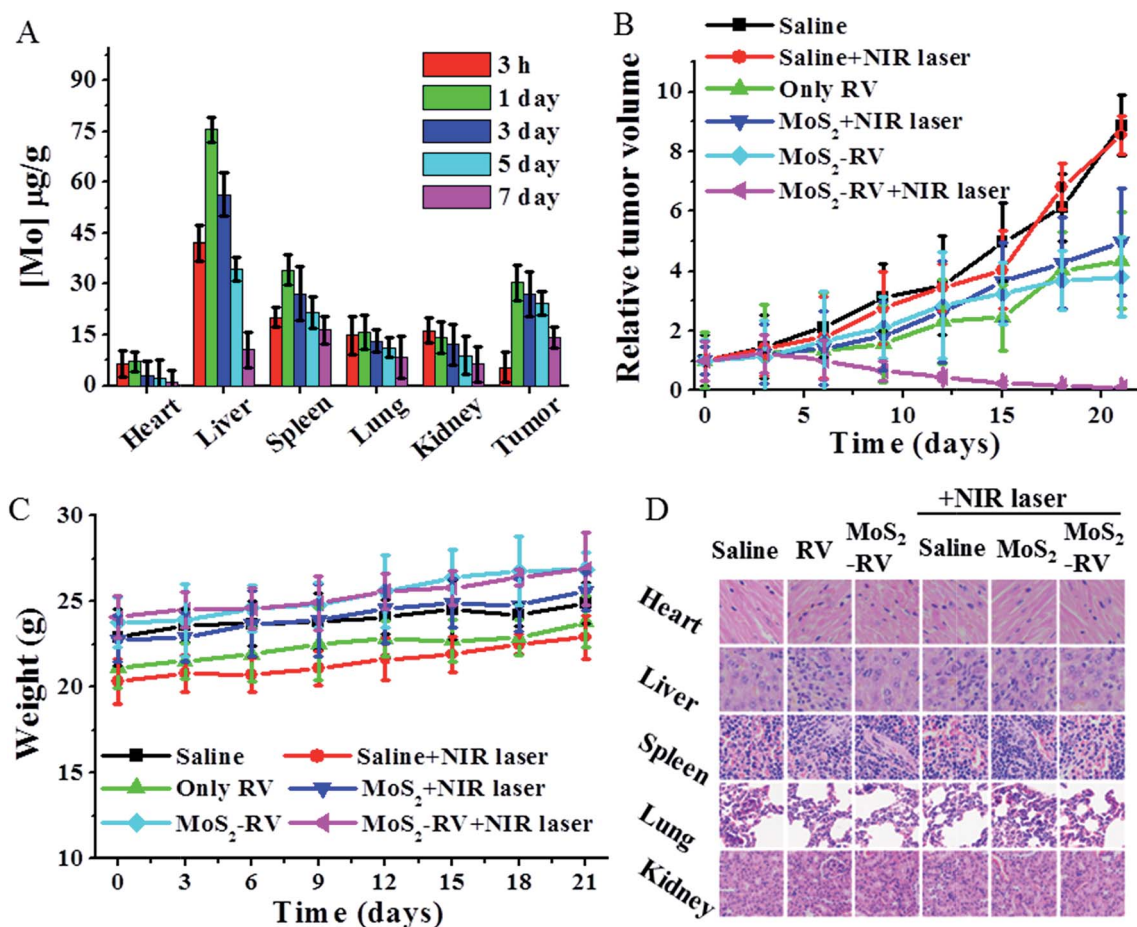 A
[Mo] μg/g
90
75
60
45
30
15
0
3 h
1 day
3 day
5 day
7 day
Heart
Liver
Spleen
Lung
Kidney
Tumor
B
Relative tumor volume
10
8
6
4
2
0
Saline
Saline+NIR laser
Only RV
MoS₂+NIR laser
MoS₂-RV
MoS₂-RV+NIR laser
0 5 10 15 20
Time (days)
C
Weight (g)
30
25
20
15
10
Saline Saline+NIR laser
Only RV MoS₂+NIR laser
MoS₂-RV MoS₂-RV+NIR laser
0 3 6 9 12 15 18 21
Time (days)
D
+NIR laser
Saline RV MoS₂-RV Saline MoS₂ MoS₂-RV
Heart
Liver
Spleen
Lung
Kidney